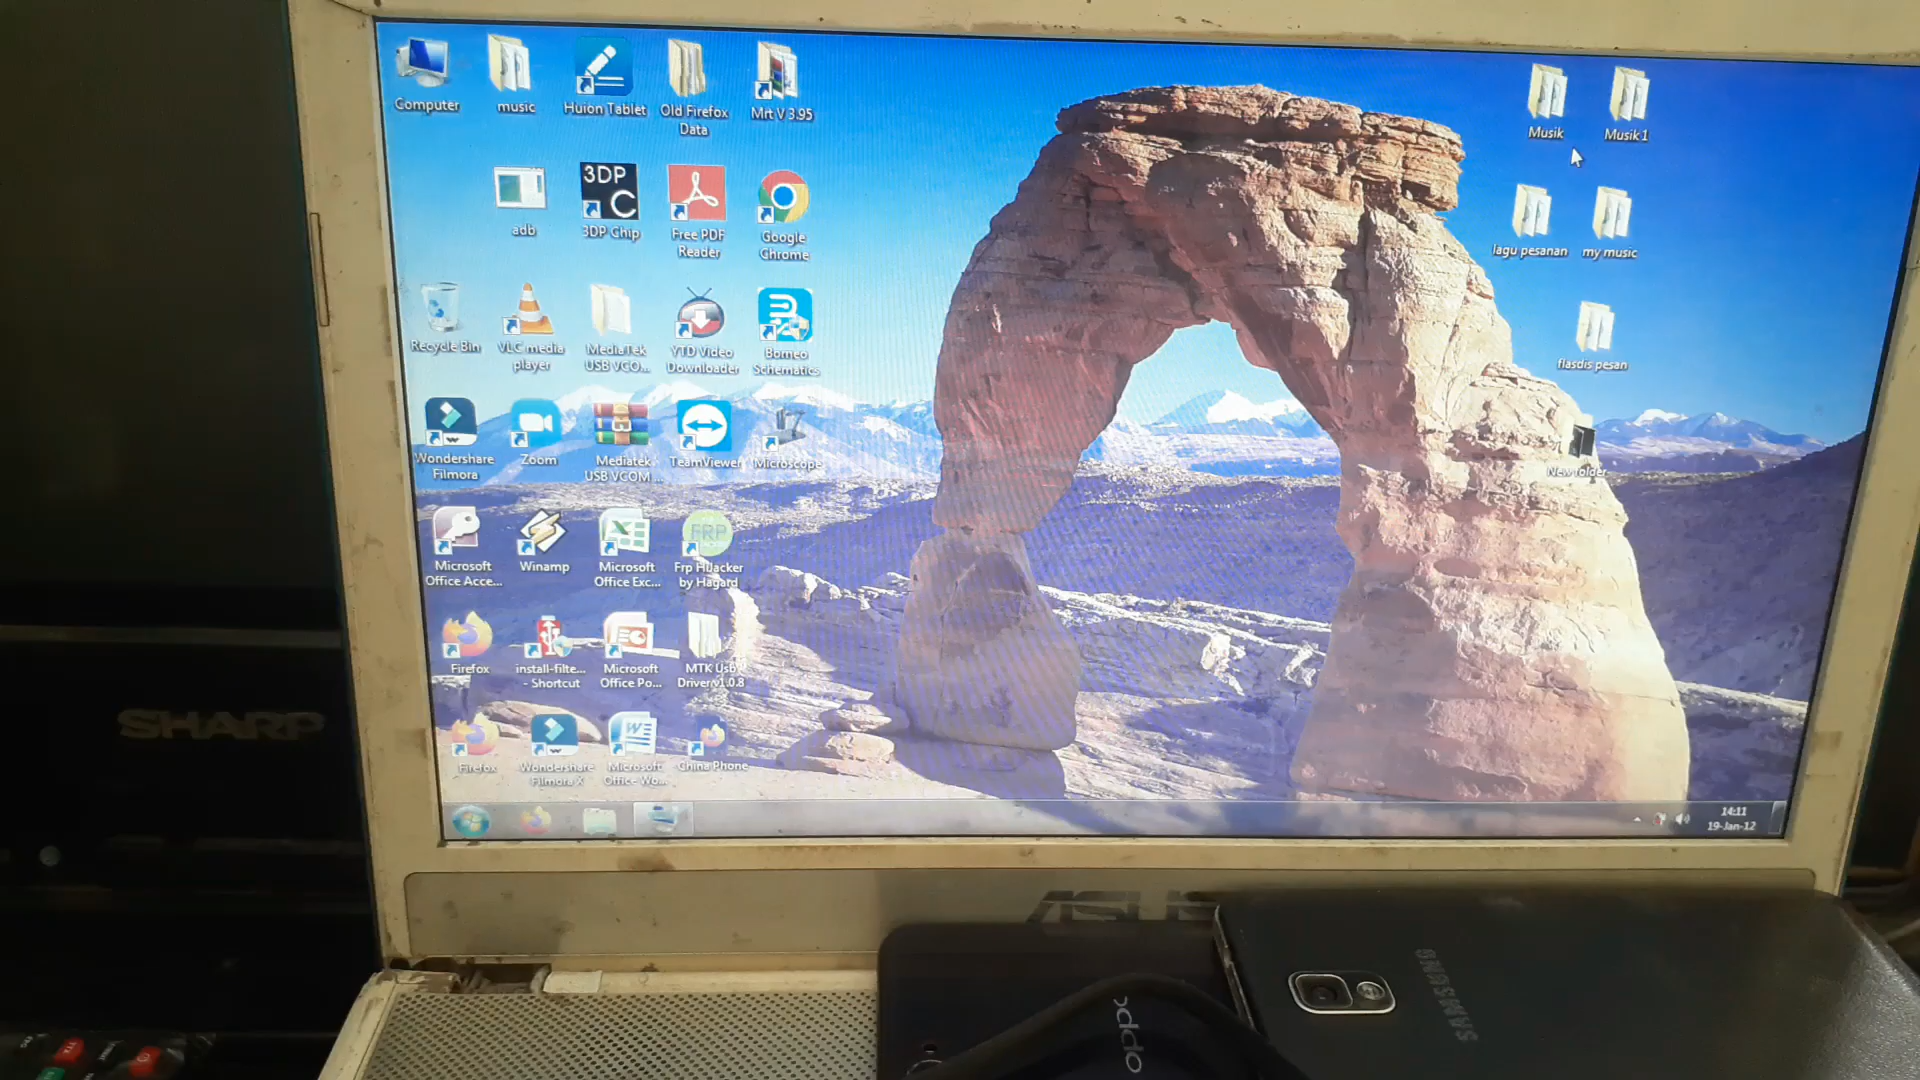 Computer
music
Huion Tablet
Old Firefox
Data
Mrt V 3.95
Musik
Musik 1
adb
3DP
C
3DP Chip
Free PDF
Reader
Google
Chrome
lagu pesanan
my music
Recycle Bin
VLC media
player
MediaTek
USB VCO...
YTD Video
Downloader
Borneo
Schematics
flasdis pesan
Wondershare
Filmora
Zoom
Mediatek
USB VCOM ...
TeamViewer
Microscope
New folder
Microsoft
Office Acce...
Winamp
Microsoft
Office Exc...
FRP
Frp HIJacker
by Hagard
Firefox
install-filte...
- Shortcut
Microsoft
Office Po...
MTK Usb
Driver v1.0.8
Firefox
Wondershare
Filmora X
Microsoft
Office Wo...
China Phone
14:11
19-Jan-12
SHARP
ASUS
SAMSUNG
oppo